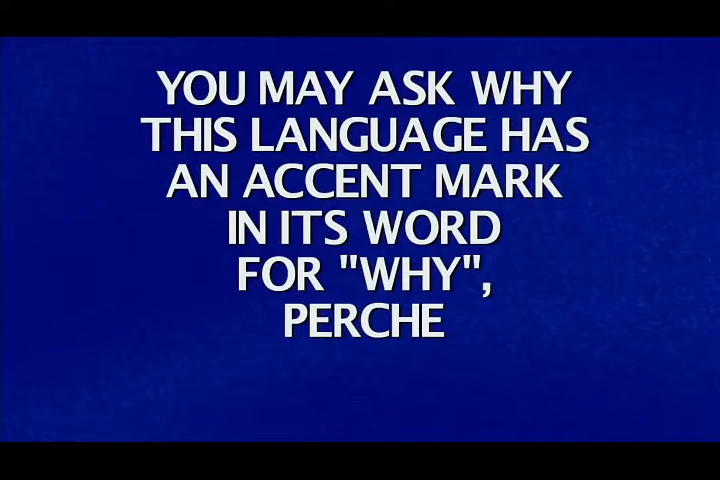 YOU MAY ASK WHY
THIS LANGUAGE HAS
AN ACCENT MARK
IN ITS WORD
FOR "WHY",
PERCHE